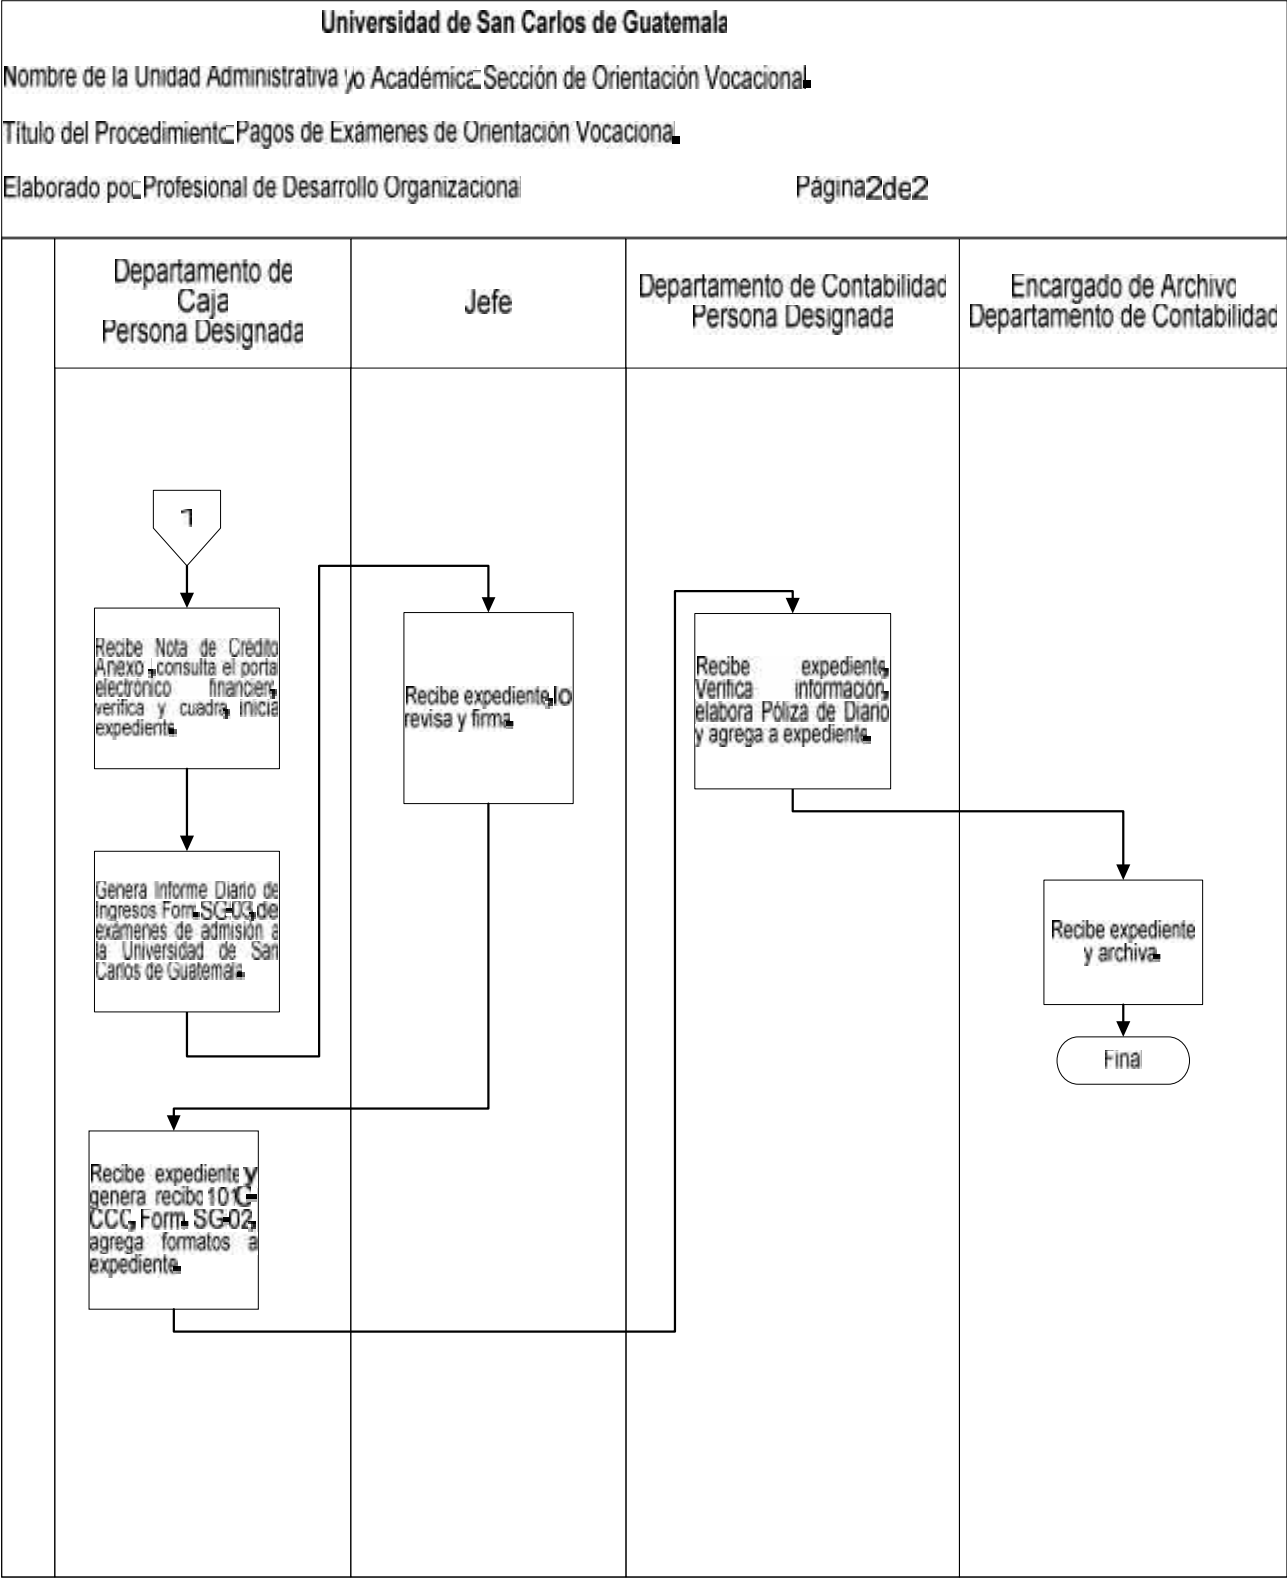 Universidad de San Carlos de Guatemala
Nombre de la Unidad Administrativa y/o Académica: Sección de Orientación Vocacional.
Título del Procedimiento: Pagos de Exámenes de Orientación Vocacional.
Elaborado por: Profesional de Desarrollo Organizacional
Página 2 de 2
Departamento de
Caja
Persona Designada
Jefe
Departamento de Contabilidad
Persona Designada
Encargado de Archivo
Departamento de Contabilidad
1
Recibe Nota de Crédito
Anexo , consulta el portal
electrónico financiero,
verifica y cuadra, inicia
expediente.
Genera Informe Diario de
Ingresos Form. SG-03, de
exámenes de admisión a
la Universidad de San
Carlos de Guatemala.
Recibe expediente y
genera recibo 101-C-
CCC, Form. SG-02,
agrega formatos a
expediente.
Recibe expediente, lo
revisa y firma.
Recibe expediente,
Verifica información,
elabora Póliza de Diario
y agrega a expediente.
Recibe expediente
y archiva.
Final